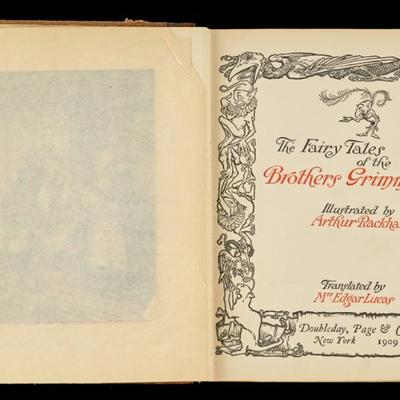 The Fairy Tales
of the
Brothers Grimm
Illustrated by
Arthur Rackha
Translated by
Mrs Edgar Lucas
Doubleday, Page & C
New York 1909